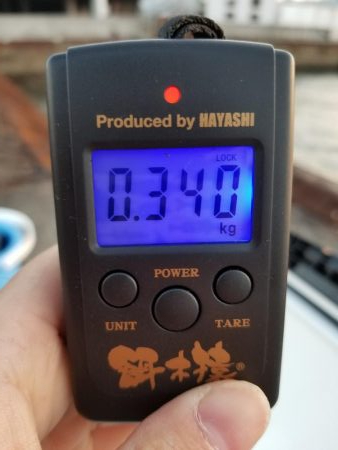 Produced by HAYASHI
LOCK
0.340
kg
POWER
UNIT TARE
餌木猿®